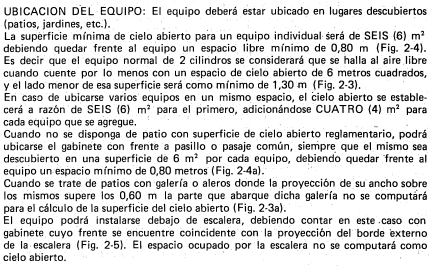 UBICACION DEL EQUIPO: El equipo deberá estar ubicado en lugares descubiertos
(patios, jardines, etc.).
La superficie mínima de cielo abierto para un equipo individual será de SEIS (6) m²
debiendo quedar frente al equipo un espacio libre mínimo de 0,80 m (Fig. 2-4).
Es decir que el equipo normal de 2 cilindros se considerará que se halla al aire libre
cuando cuente por lo menos con un espacio de cielo abierto de 6 metros cuadrados,
y el lado menor de esa superficie será como mínimo de 1,30 m (Fig. 2-3).
En caso de ubicarse varios equipos en un mismo espacio, el cielo abierto se estable-
cerá a razón de SEIS (6) m² para el primero, adicionándose CUATRO (4) m² para
cada equipo que se agregue.
Cuando no se disponga de patio con superficie de cielo abierto reglamentario, podrá
ubicarse el gabinete con frente a pasillo o pasaje común, siempre que el mismo sea
descubierto en una superficie de 6 m² por cada equipo, debiendo quedar frente al
equipo un espacio mínimo de 0,80 metros (Fig. 2-4a).
Cuando se trate de patios con galería o aleros donde la proyección de su ancho sobre
los mismos supere los 0,60 m la parte que abarque dicha galería no se computará
para el cálculo de la superficie del cielo abierto (Fig. 2-3a).
El equipo podrá instalarse debajo de escalera, debiendo contar en este caso con
gabinete cuyo frente se encuentre coincidente con la proyección del borde externo
de la escalera (Fig. 2-5). El espacio ocupado por la escalera no se computará como
cielo abierto.